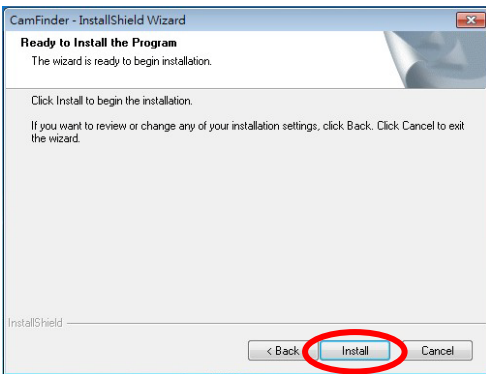 CamFinder - InstallShield Wizard
Ready to Install the Program
The wizard is ready to begin installation.
Click Install to begin the installation.
If you want to review or change any of your installation settings, click Back. Click Cancel to exit
the wizard.
InstallShield
< Back Install Cancel